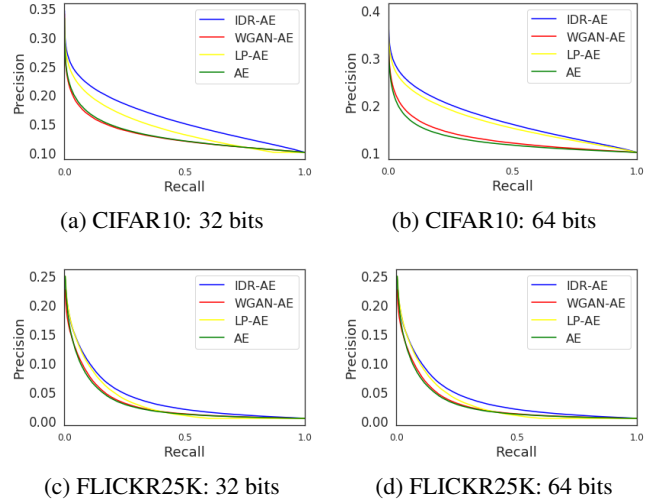 0.35
0.30
0.25
0.20
0.15
0.10
Precision
0.0
0.5
1.0
Recall
IDR-AE
WGAN-AE
LP-AE
AE
(a) CIFAR10: 32 bits
0.4
0.3
0.2
0.1
Precision
0.0
0.5
1.0
Recall
IDR-AE
WGAN-AE
LP-AE
AE
(b) CIFAR10: 64 bits
0.25
0.20
0.15
0.10
0.05
0.00
Precision
0.0
0.5
1.0
Recall
IDR-AE
WGAN-AE
LP-AE
AE
(c) FLICKR25K: 32 bits
0.25
0.20
0.15
0.10
0.05
0.00
Precision
0.0
0.5
1.0
Recall
IDR-AE
WGAN-AE
LP-AE
AE
(d) FLICKR25K: 64 bits